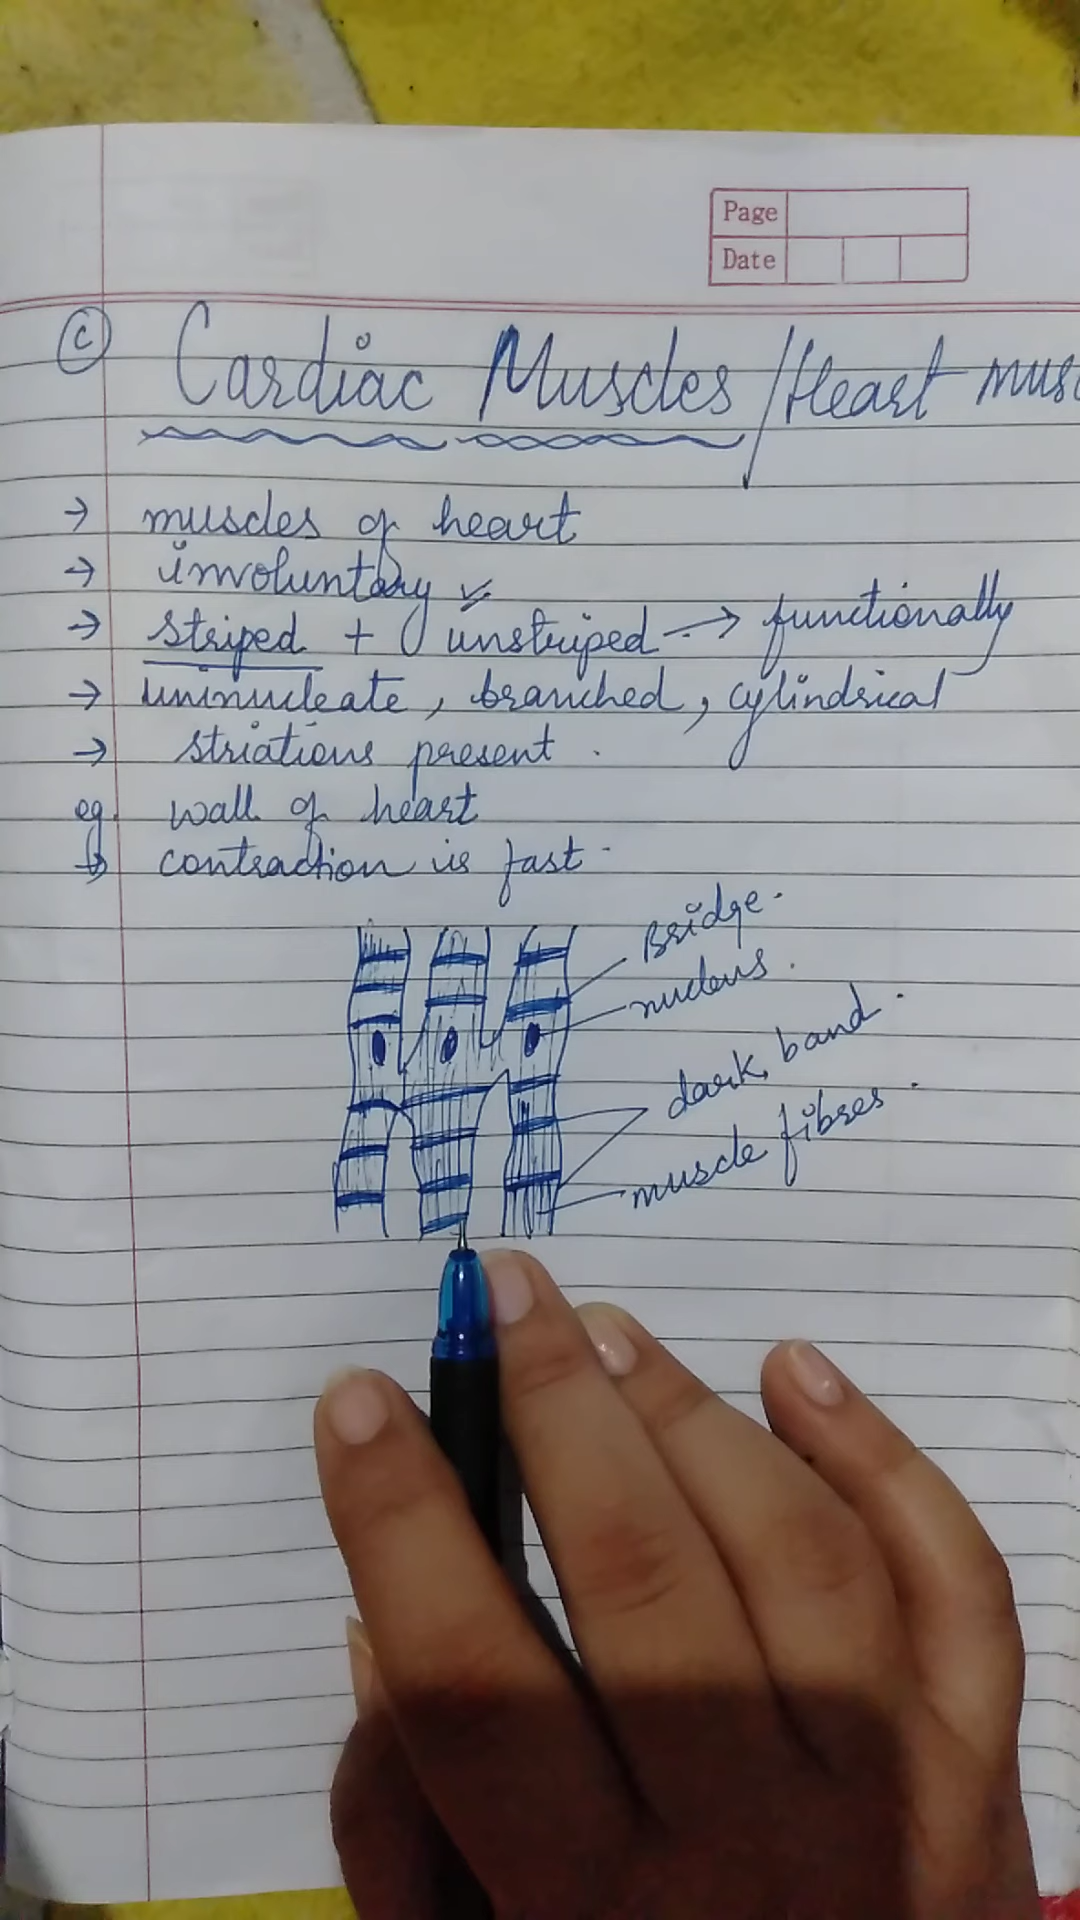 Page
Date
(c) Cardiac Muscles / Heart
→ muscles of heart
→ involuntary ✓
→ striped + unstriped → functionally
→ uninucleate, branched, cylindrical
→ striations present.
eg. wall of heart
→ contraction is fast.
Bridge.
nucleus.
dark band.
muscle fibres.